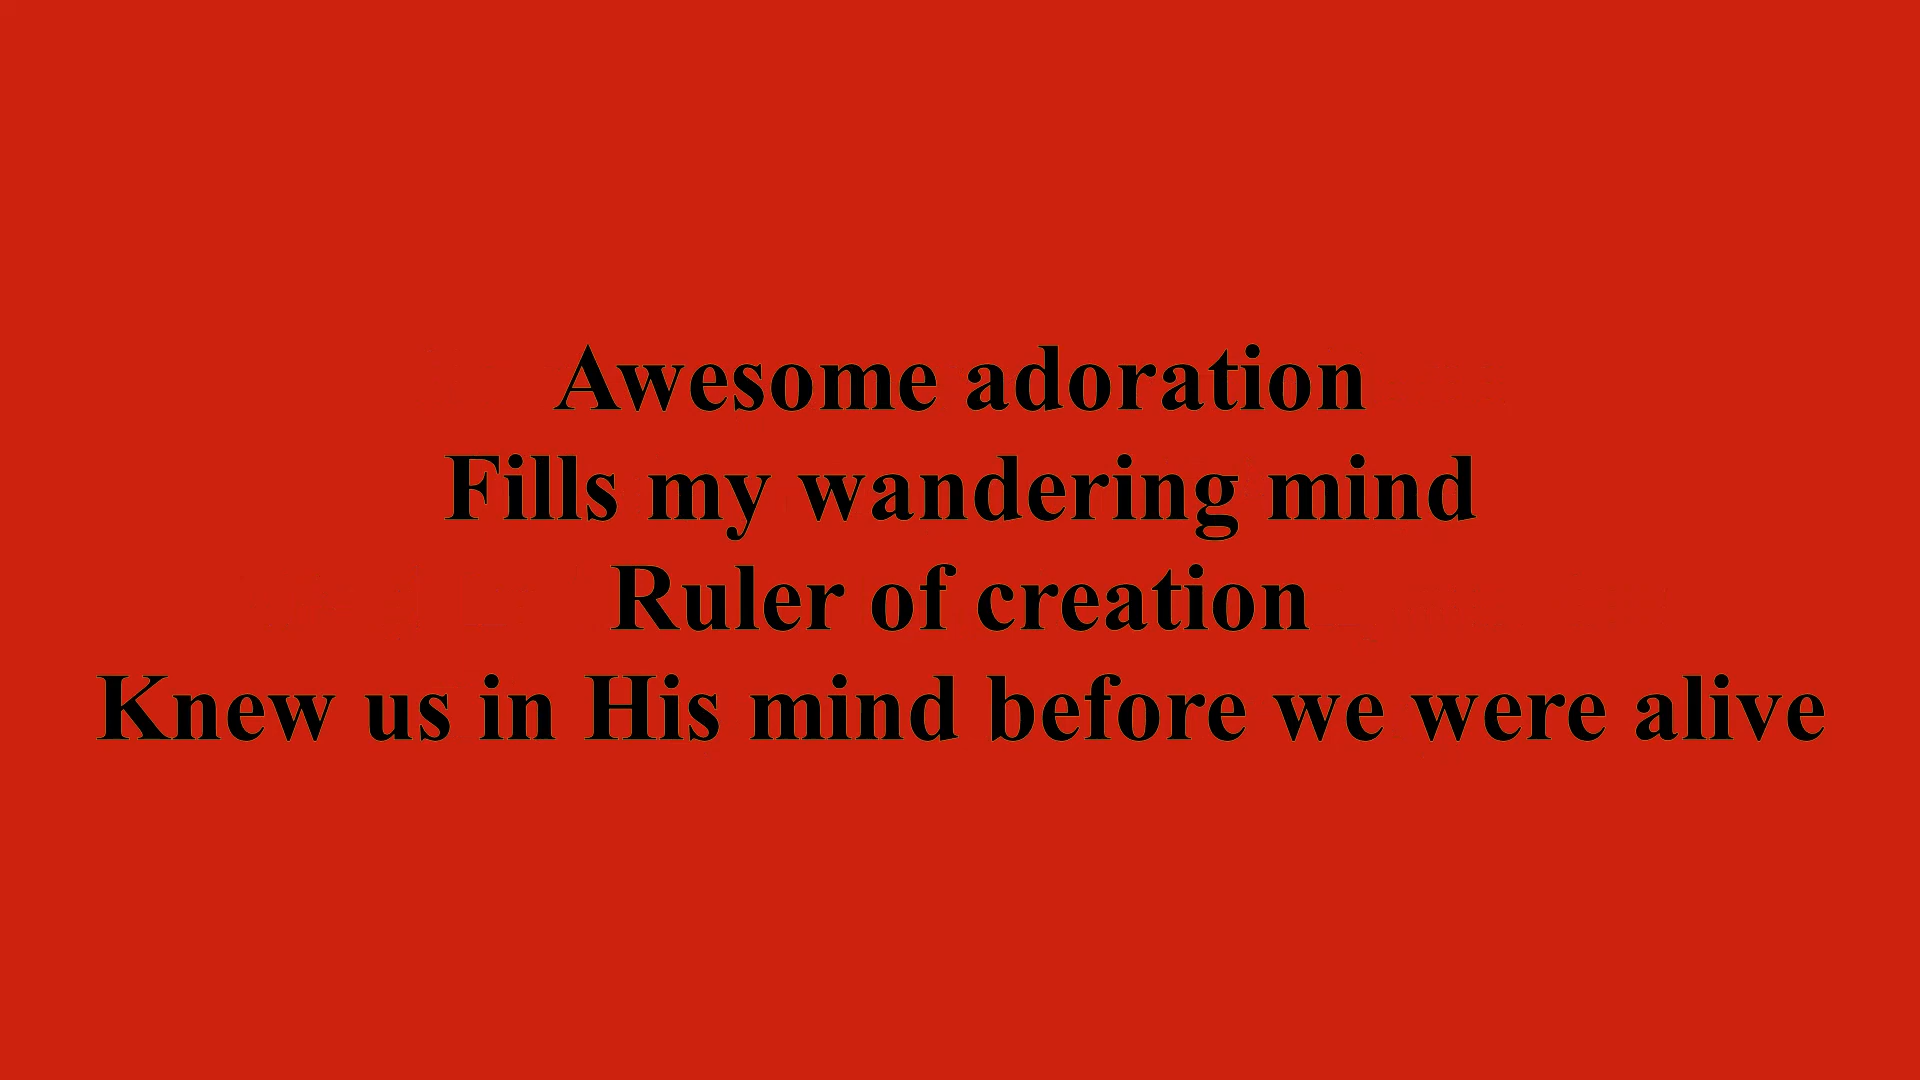 Awesome adoration
Fills my wandering mind
Ruler of creation
Knew us in His mind before we were alive